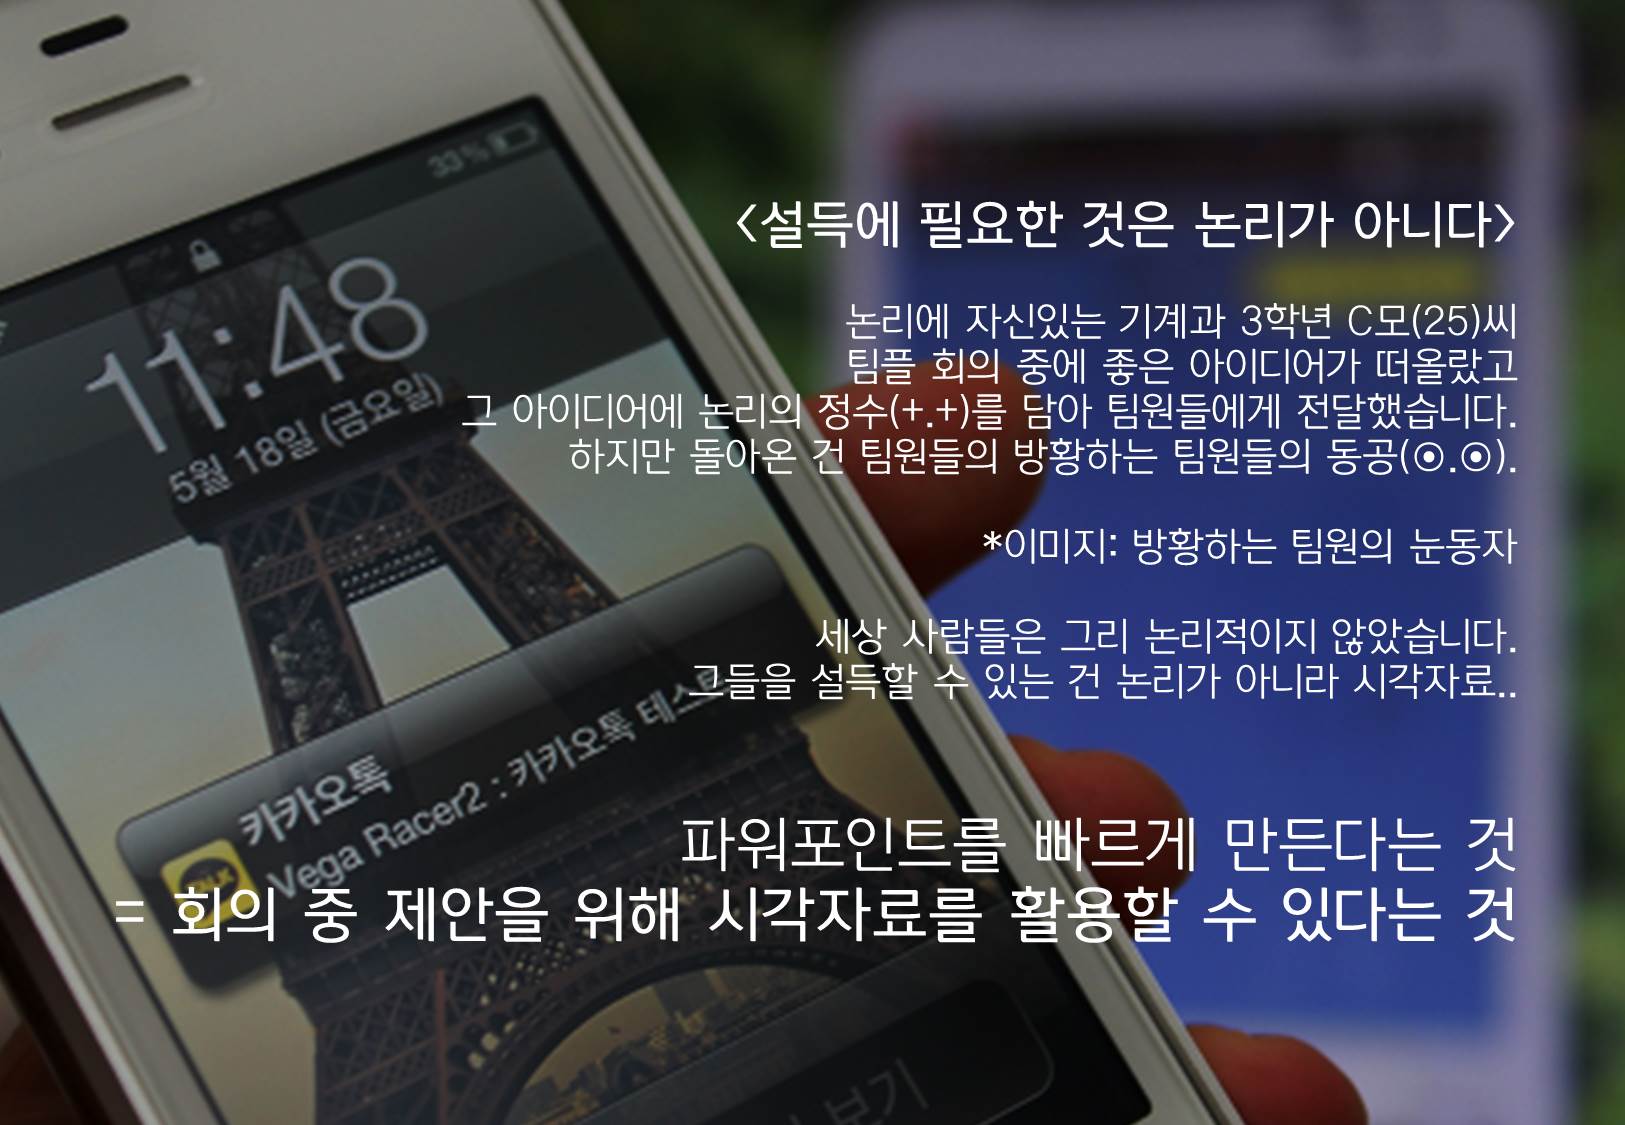 33%
11:48
5월 18일 (금요일)
카카오톡
Vega Racer2 : 카카오톡 테스트
보기
<설득에 필요한 것은 논리가 아니다>
논리에 자신있는 기계과 3학년 C모(25)씨
팀플 회의 중에 좋은 아이디어가 떠올랐고
그 아이디어에 논리의 정수(+.+)를 담아 팀원들에게 전달했습니다.
하지만 돌아온 건 팀원들의 방황하는 팀원들의 동공(⊙.⊙).
*이미지: 방황하는 팀원의 눈동자
세상 사람들은 그리 논리적이지 않았습니다.
그들을 설득할 수 있는 건 논리가 아니라 시각자료..
파워포인트를 빠르게 만든다는 것
= 회의 중 제안을 위해 시각자료를 활용할 수 있다는 것